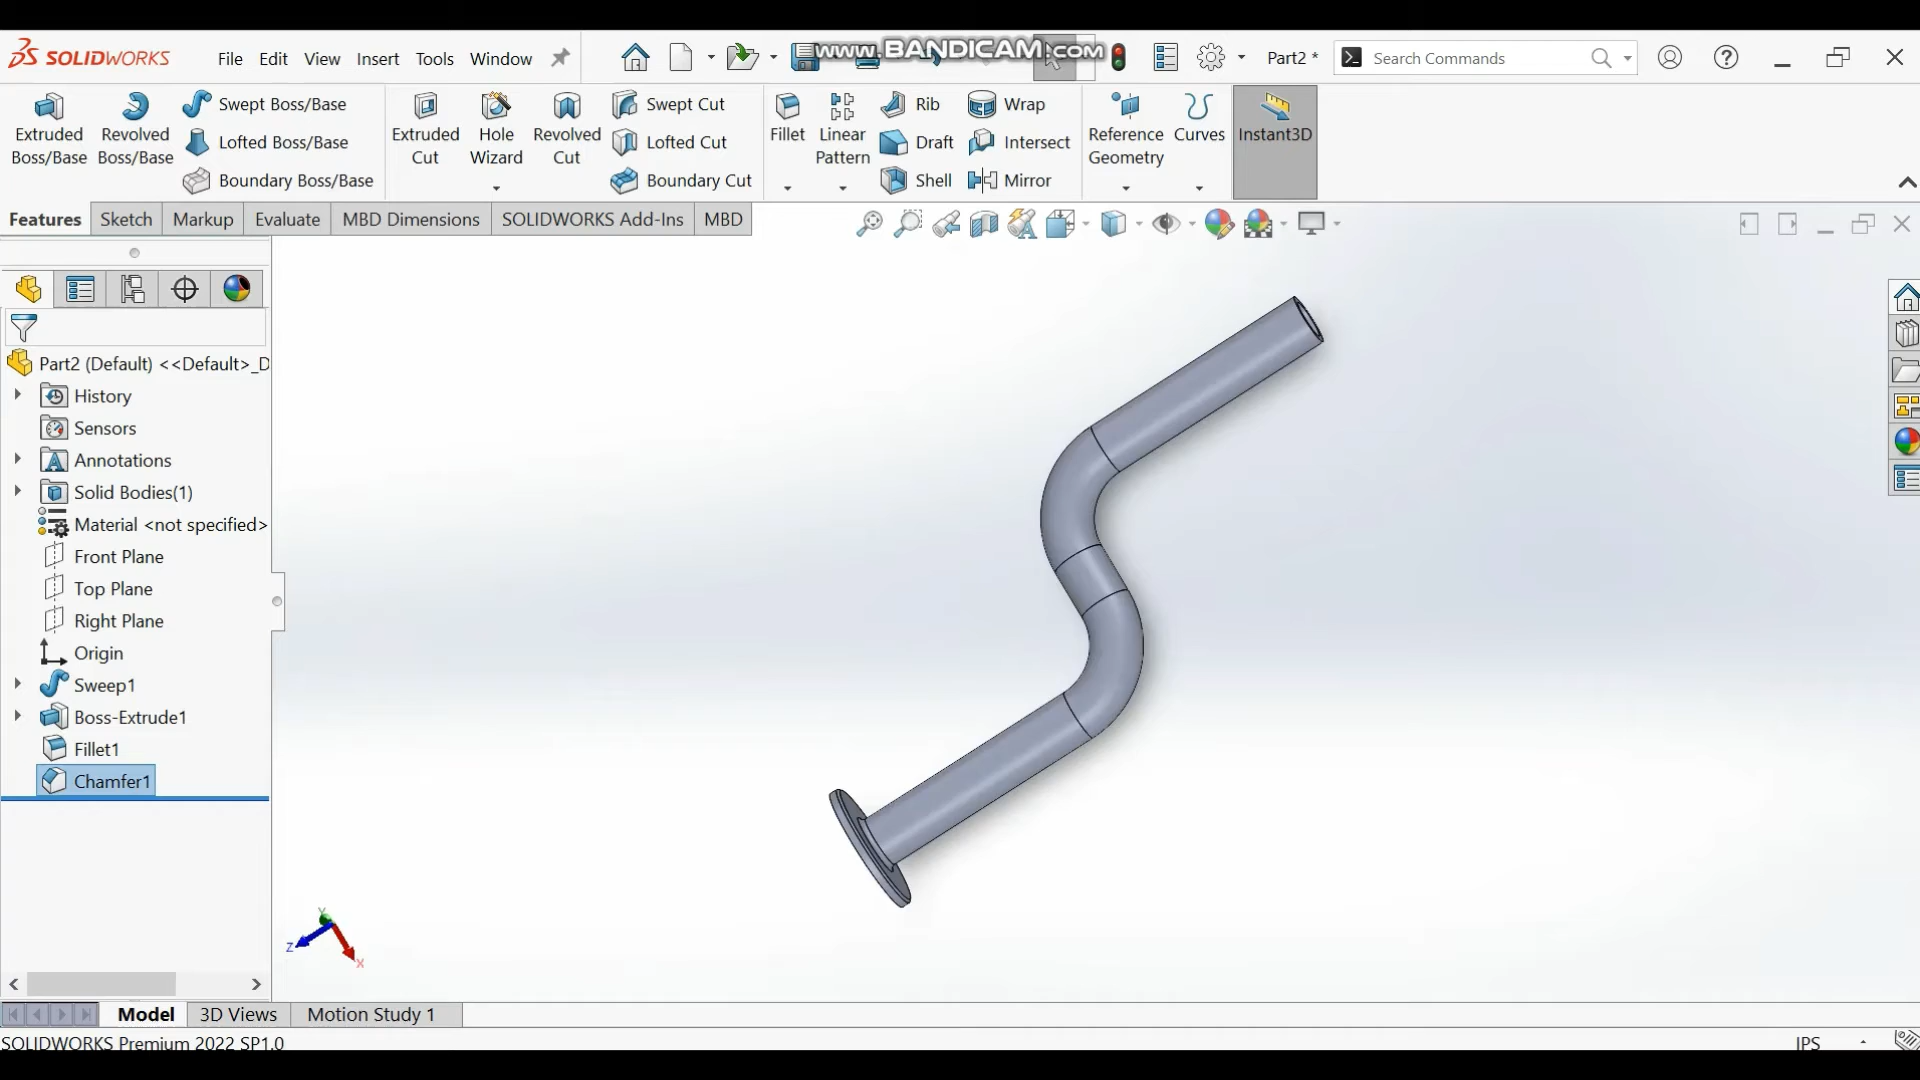 SOLIDWORKS File Edit View Insert Tools Window www.BANDICAM.com Part2 * Search Commands
Extruded Boss/Base
Revolved Boss/Base
Swept Boss/Base
Lofted Boss/Base
Boundary Boss/Base
Extruded Cut
Hole Wizard
Revolved Cut
Swept Cut
Lofted Cut
Boundary Cut
Fillet
Linear Pattern
Rib
Draft
Shell
Wrap
Intersect
Mirror
Reference Geometry
Curves
Instant3D
Features Sketch Markup Evaluate MBD Dimensions SOLIDWORKS Add-Ins MBD
Part2 (Default) <<Default>_D
History
Sensors
Annotations
Solid Bodies(1)
Material <not specified>
Front Plane
Top Plane
Right Plane
Origin
Sweep1
Boss-Extrude1
Fillet1
Chamfer1
Y
Z
X
Model 3D Views Motion Study 1
SOLIDWORKS Premium 2022 SP1.0 IPS